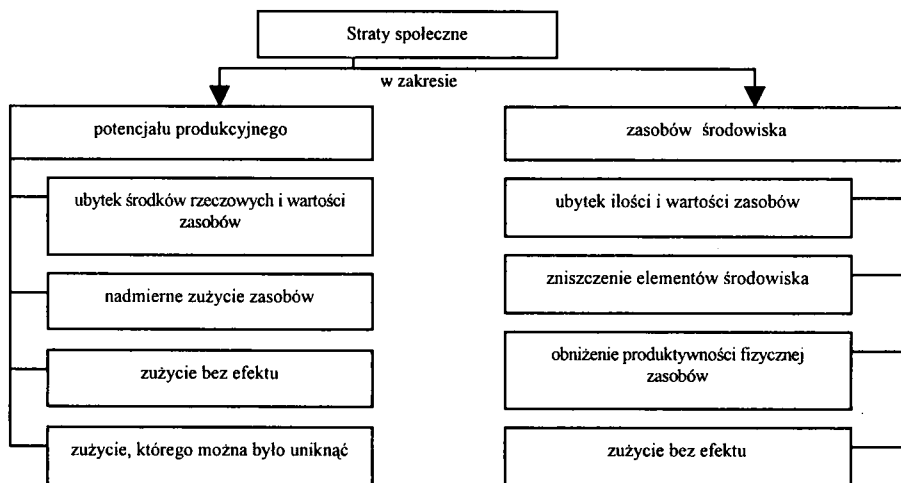 Straty społeczne
w zakresie
potencjału produkcyjnego
ubytek środków rzeczowych i wartości
zasobów
nadmierne zużycie zasobów
zużycie bez efektu
zużycie, którego można było uniknąć
zasobów środowiska
ubytek ilości i wartości zasobów
zniszczenie elementów środowiska
obniżenie produktywności fizycznej
zasobów
zużycie bez efektu